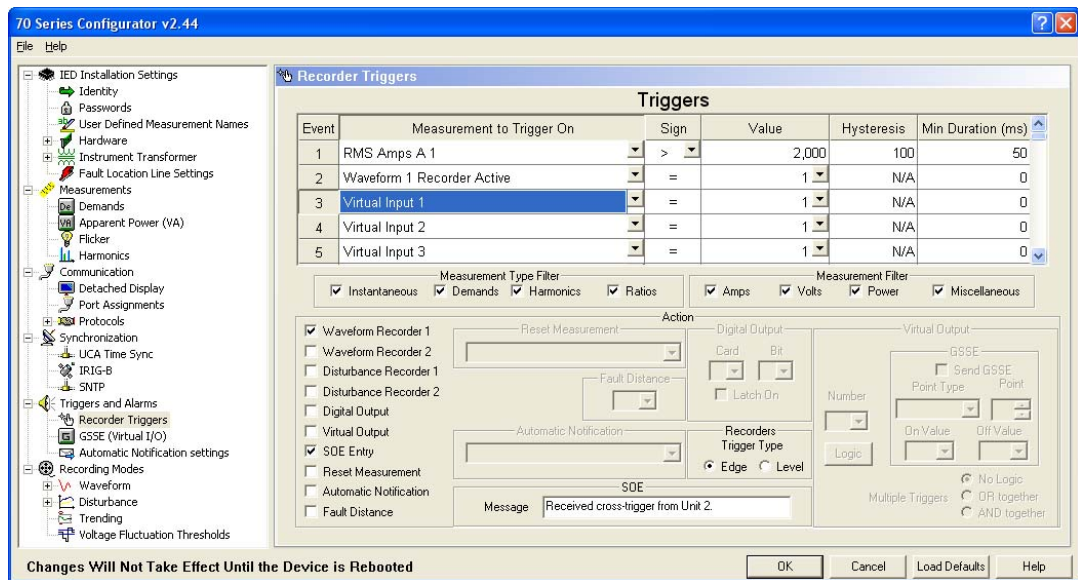 70 Series Configurator v2.44
File Help
IED Installation Settings
Identity
Passwords
User Defined Measurement Names
Hardware
Instrument Transformer
Fault Location Line Settings
Measurements
De Demands
VA Apparent Power (VA)
Flicker
Harmonics
Communication
Detached Display
Port Assignments
Protocols
Synchronization
UCA Time Sync
IRIG-B
SNTP
Triggers and Alarms
Recorder Triggers
G GSSE (Virtual I/O)
Automatic Notification settings
Recording Modes
Waveform
Disturbance
Trending
Voltage Fluctuation Thresholds
Recorder Triggers
Triggers
Event Measurement to Trigger On Sign Value Hysteresis Min Duration (ms)
1 RMS Amps A 1 > 2,000 100 50
2 Waveform 1 Recorder Active = 1 N/A 0
3 Virtual Input 1 = 1 N/A 0
4 Virtual Input 2 = 1 N/A 0
5 Virtual Input 3 = 1 N/A 0
Measurement Type Filter
Instantaneous Demands Harmonics Ratios
Measurement Filter
Amps Volts Power Miscellaneous
Action
Waveform Recorder 1
Waveform Recorder 2
Disturbance Recorder 1
Disturbance Recorder 2
Digital Output
Virtual Output
SOE Entry
Reset Measurement
Automatic Notification
Fault Distance
Reset Measurement
Fault Distance
Automatic Notification
Digital Output
Card Bit
Latch On
Recorders
Trigger Type
Edge Level
SOE
Message Received cross-trigger from Unit 2.
Virtual Output
GSSE
Send GSSE
Point Type Point
Number
On Value Off Value
Logic
Multiple Triggers
No Logic
OR together
AND together
Changes Will Not Take Effect Until the Device is Rebooted
OK Cancel Load Defaults Help